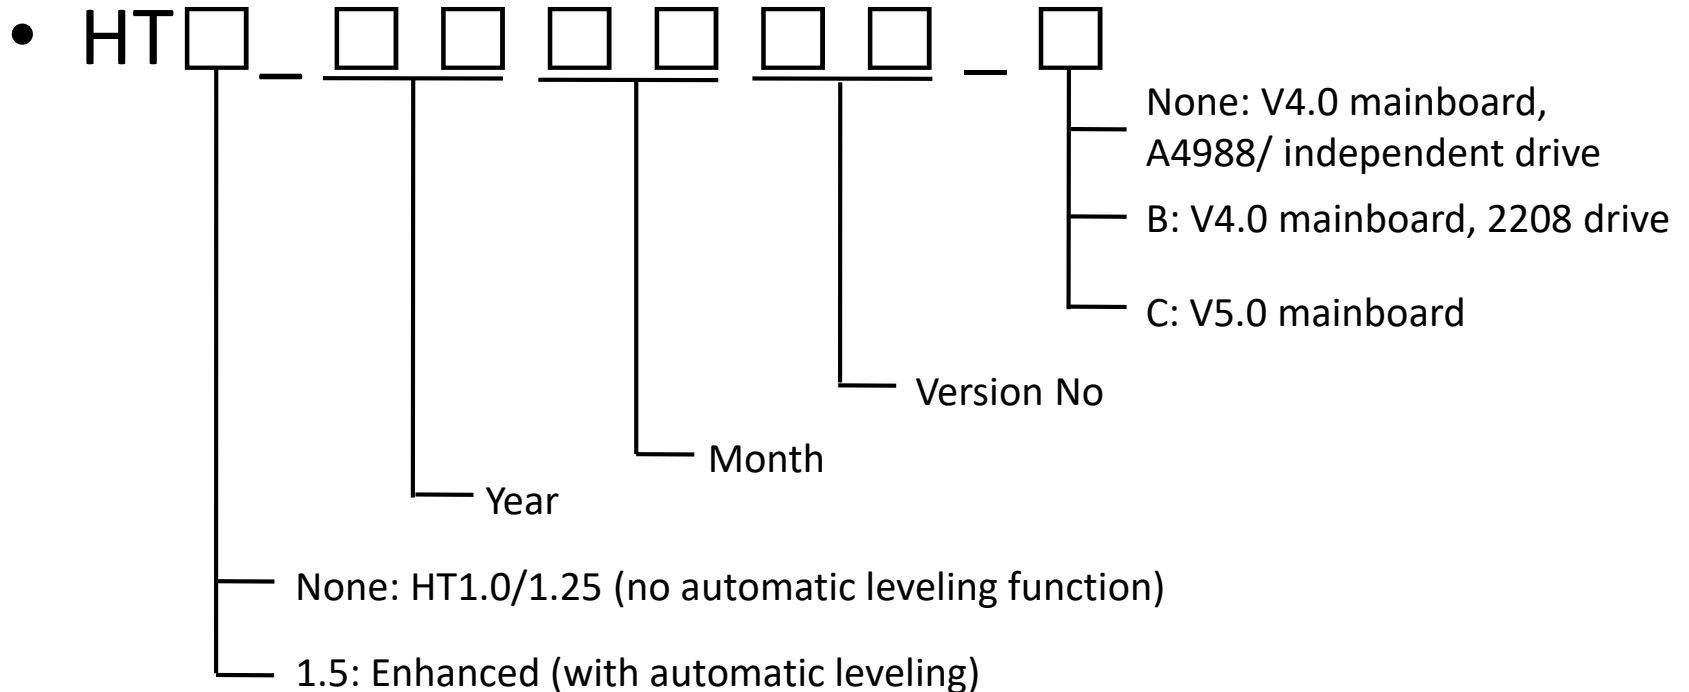 • HT□_□□□□□□_□
None: V4.0 mainboard,
A4988/ independent drive
B: V4.0 mainboard, 2208 drive
C: V5.0 mainboard
Version No
Month
Year
None: HT1.0/1.25 (no automatic leveling function)
1.5: Enhanced (with automatic leveling)